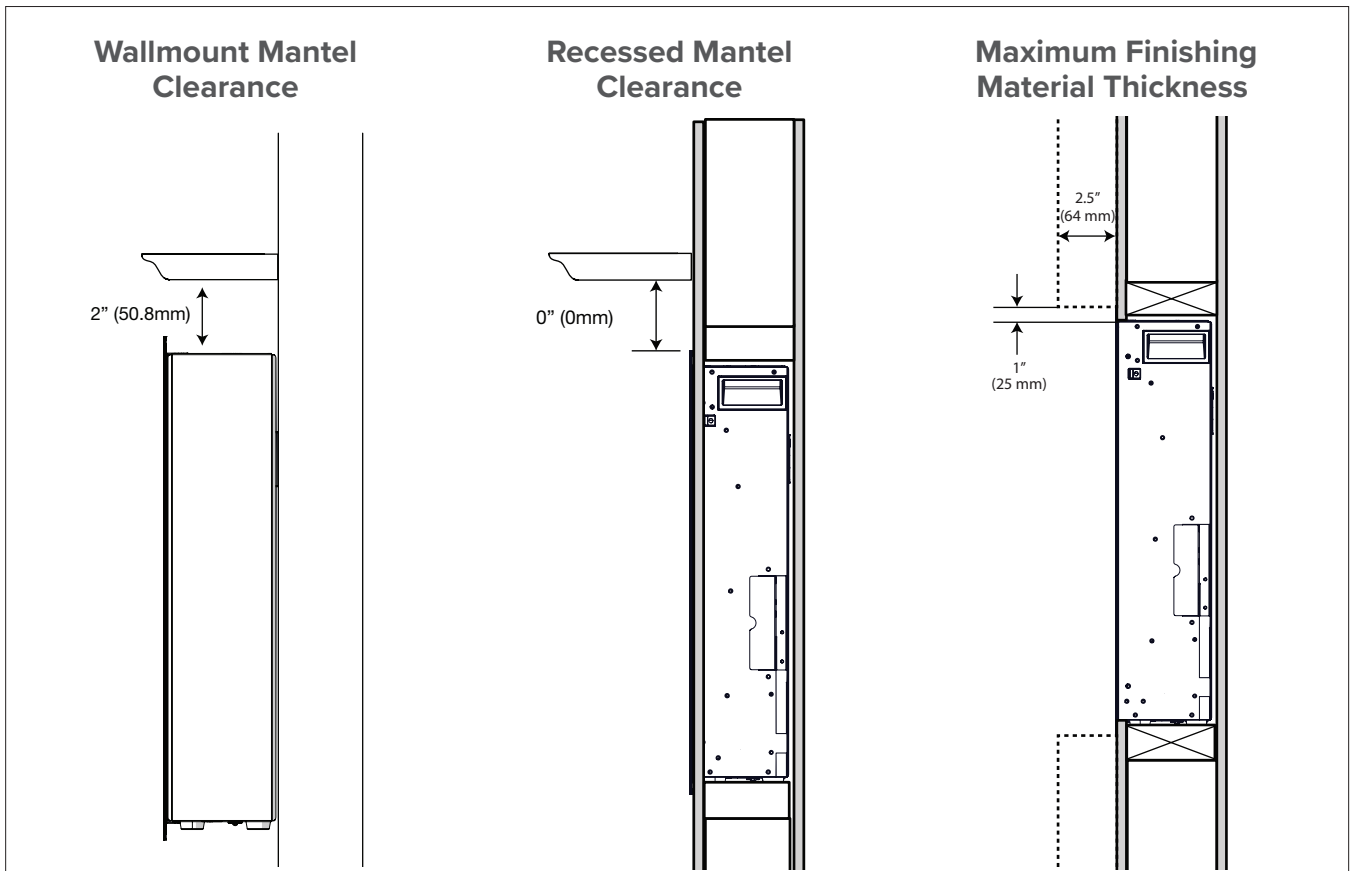 Wallmount Mantel
Clearance
Recessed Mantel
Clearance
Maximum Finishing
Material Thickness
2” (50.8mm)
0” (0mm)
2.5”
(64 mm)
1”
(25 mm)